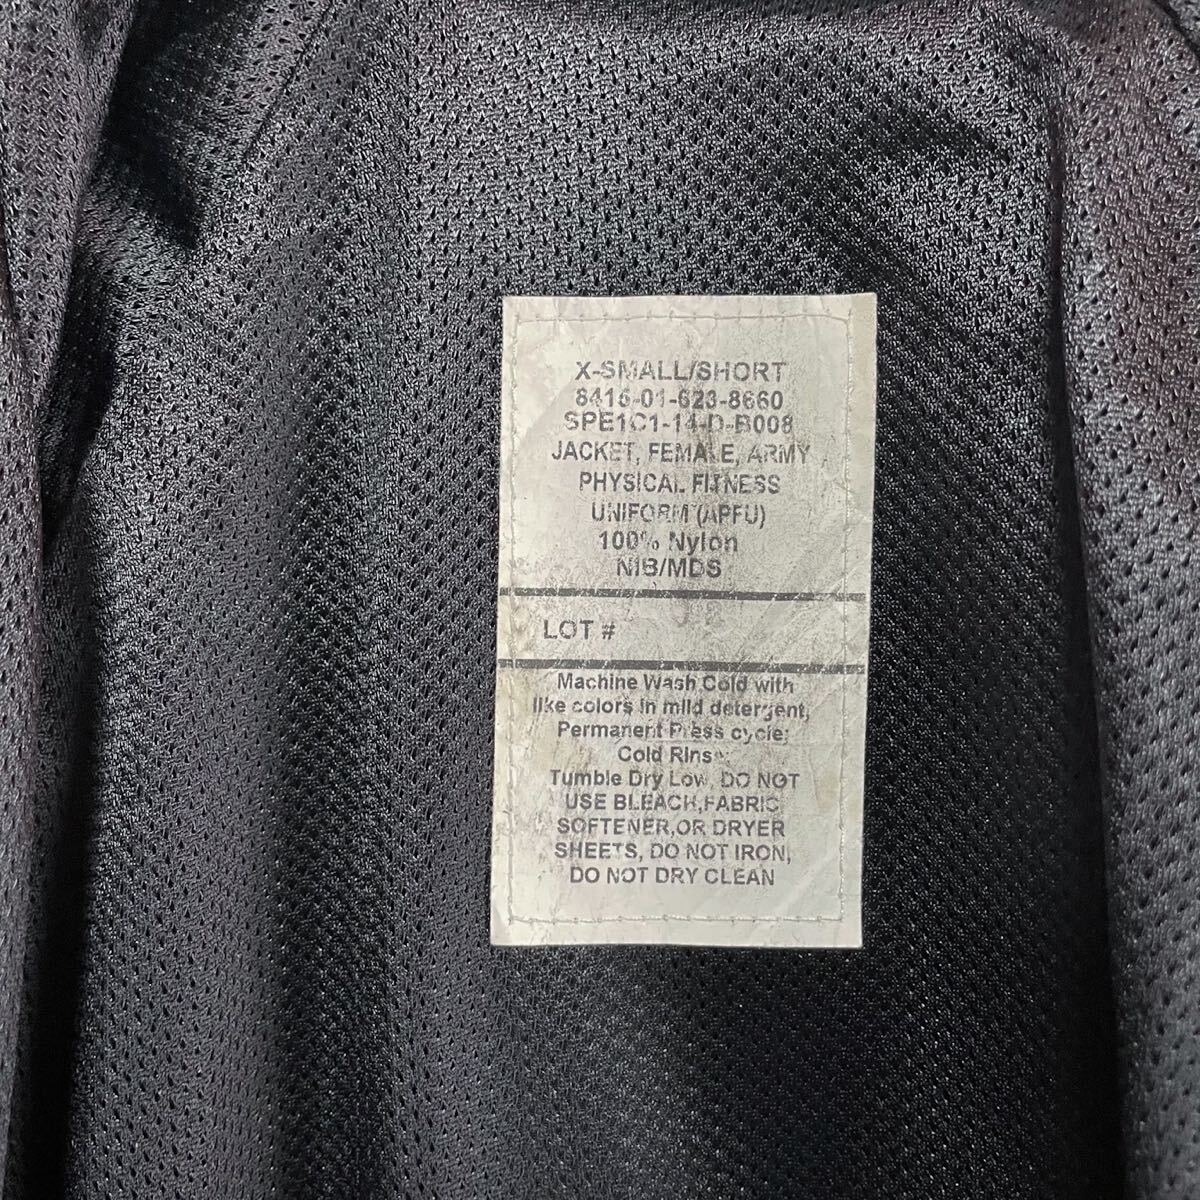 X-SMALL/SHORT
8415-01-623-8660
SPE1C1-14-D-B008
JACKET, FEMALE, ARMY
PHYSICAL FITNESS
UNIFORM (APFU)
100% Nylon
NIB/MDS
LOT #
Machine Wash Cold with
like colors in mild detergent,
Permanent Press cycle;
Cold Rinse;
Tumble Dry Low, DO NOT
USE BLEACH,FABRIC
SOFTENER,OR DRYER
SHEETS, DO NOT IRON,
DO NOT DRY CLEAN